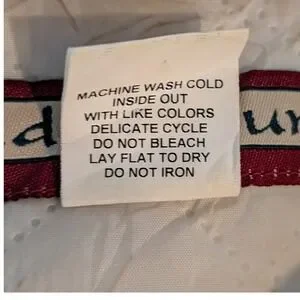 MACHINE WASH COLD
INSIDE OUT
WITH LIKE COLORS
DELICATE CYCLE
DO NOT BLEACH
LAY FLAT TO DRY
DO NOT IRON